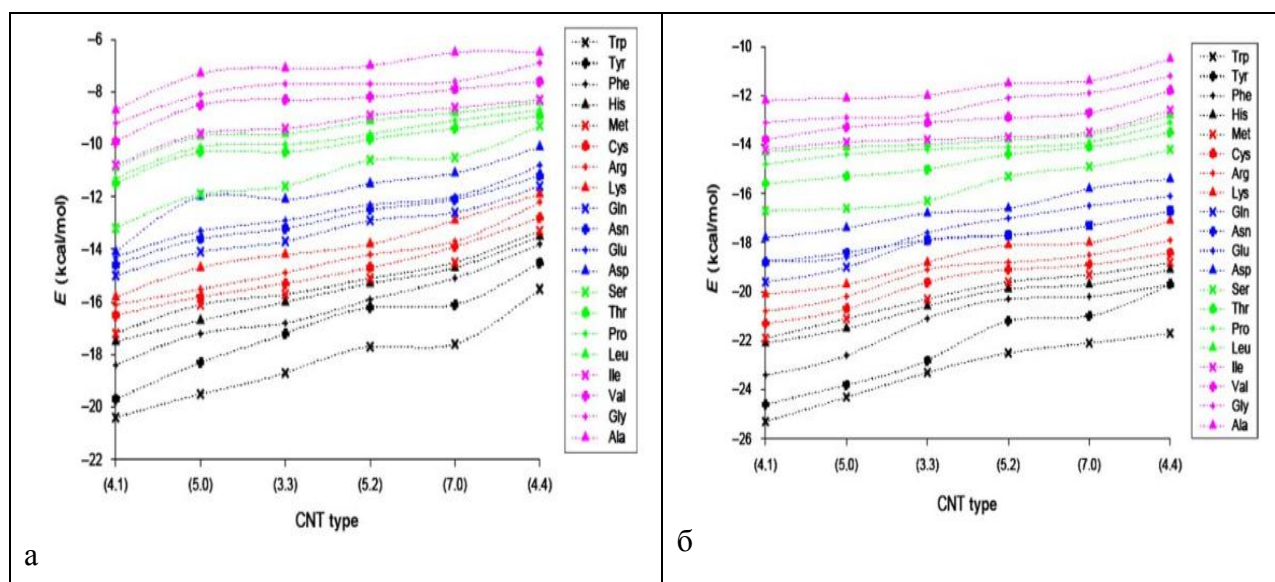 −6
−8
−10
−12
−14
−16
−18
−20
−22
E (kcal/mol)
(4.1) (5.0) (3.3) (5.2) (7.0) (4.4)
CNT type
Trp
Tyr
Phe
His
Met
Cys
Arg
Lys
Gln
Asn
Glu
Asp
Ser
Thr
Pro
Leu
Ile
Val
Gly
Ala
а
−10
−12
−14
−16
−18
−20
−22
−24
−26
E (kcal/mol)
(4.1) (5.0) (3.3) (5.2) (7.0) (4.4)
CNT type
Trp
Tyr
Phe
His
Met
Cys
Arg
Lys
Gln
Asn
Glu
Asp
Ser
Thr
Pro
Leu
Ile
Val
Gly
Ala
б